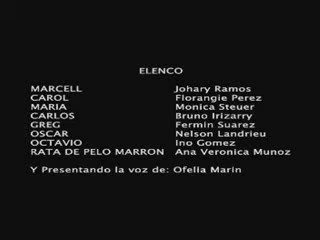 ELENCO
MARCELL Johary Ramos
CAROL Florangie Perez
MARIA Monica Steuer
CARLOS Bruno Irizarry
GREG Fermin Suarez
OSCAR Nelson Landrieu
OCTAVIO Ino Gomez
RATA DE PELO MARRON Ana Veronica Munoz
Y Presentando la voz de: Ofelia Marin